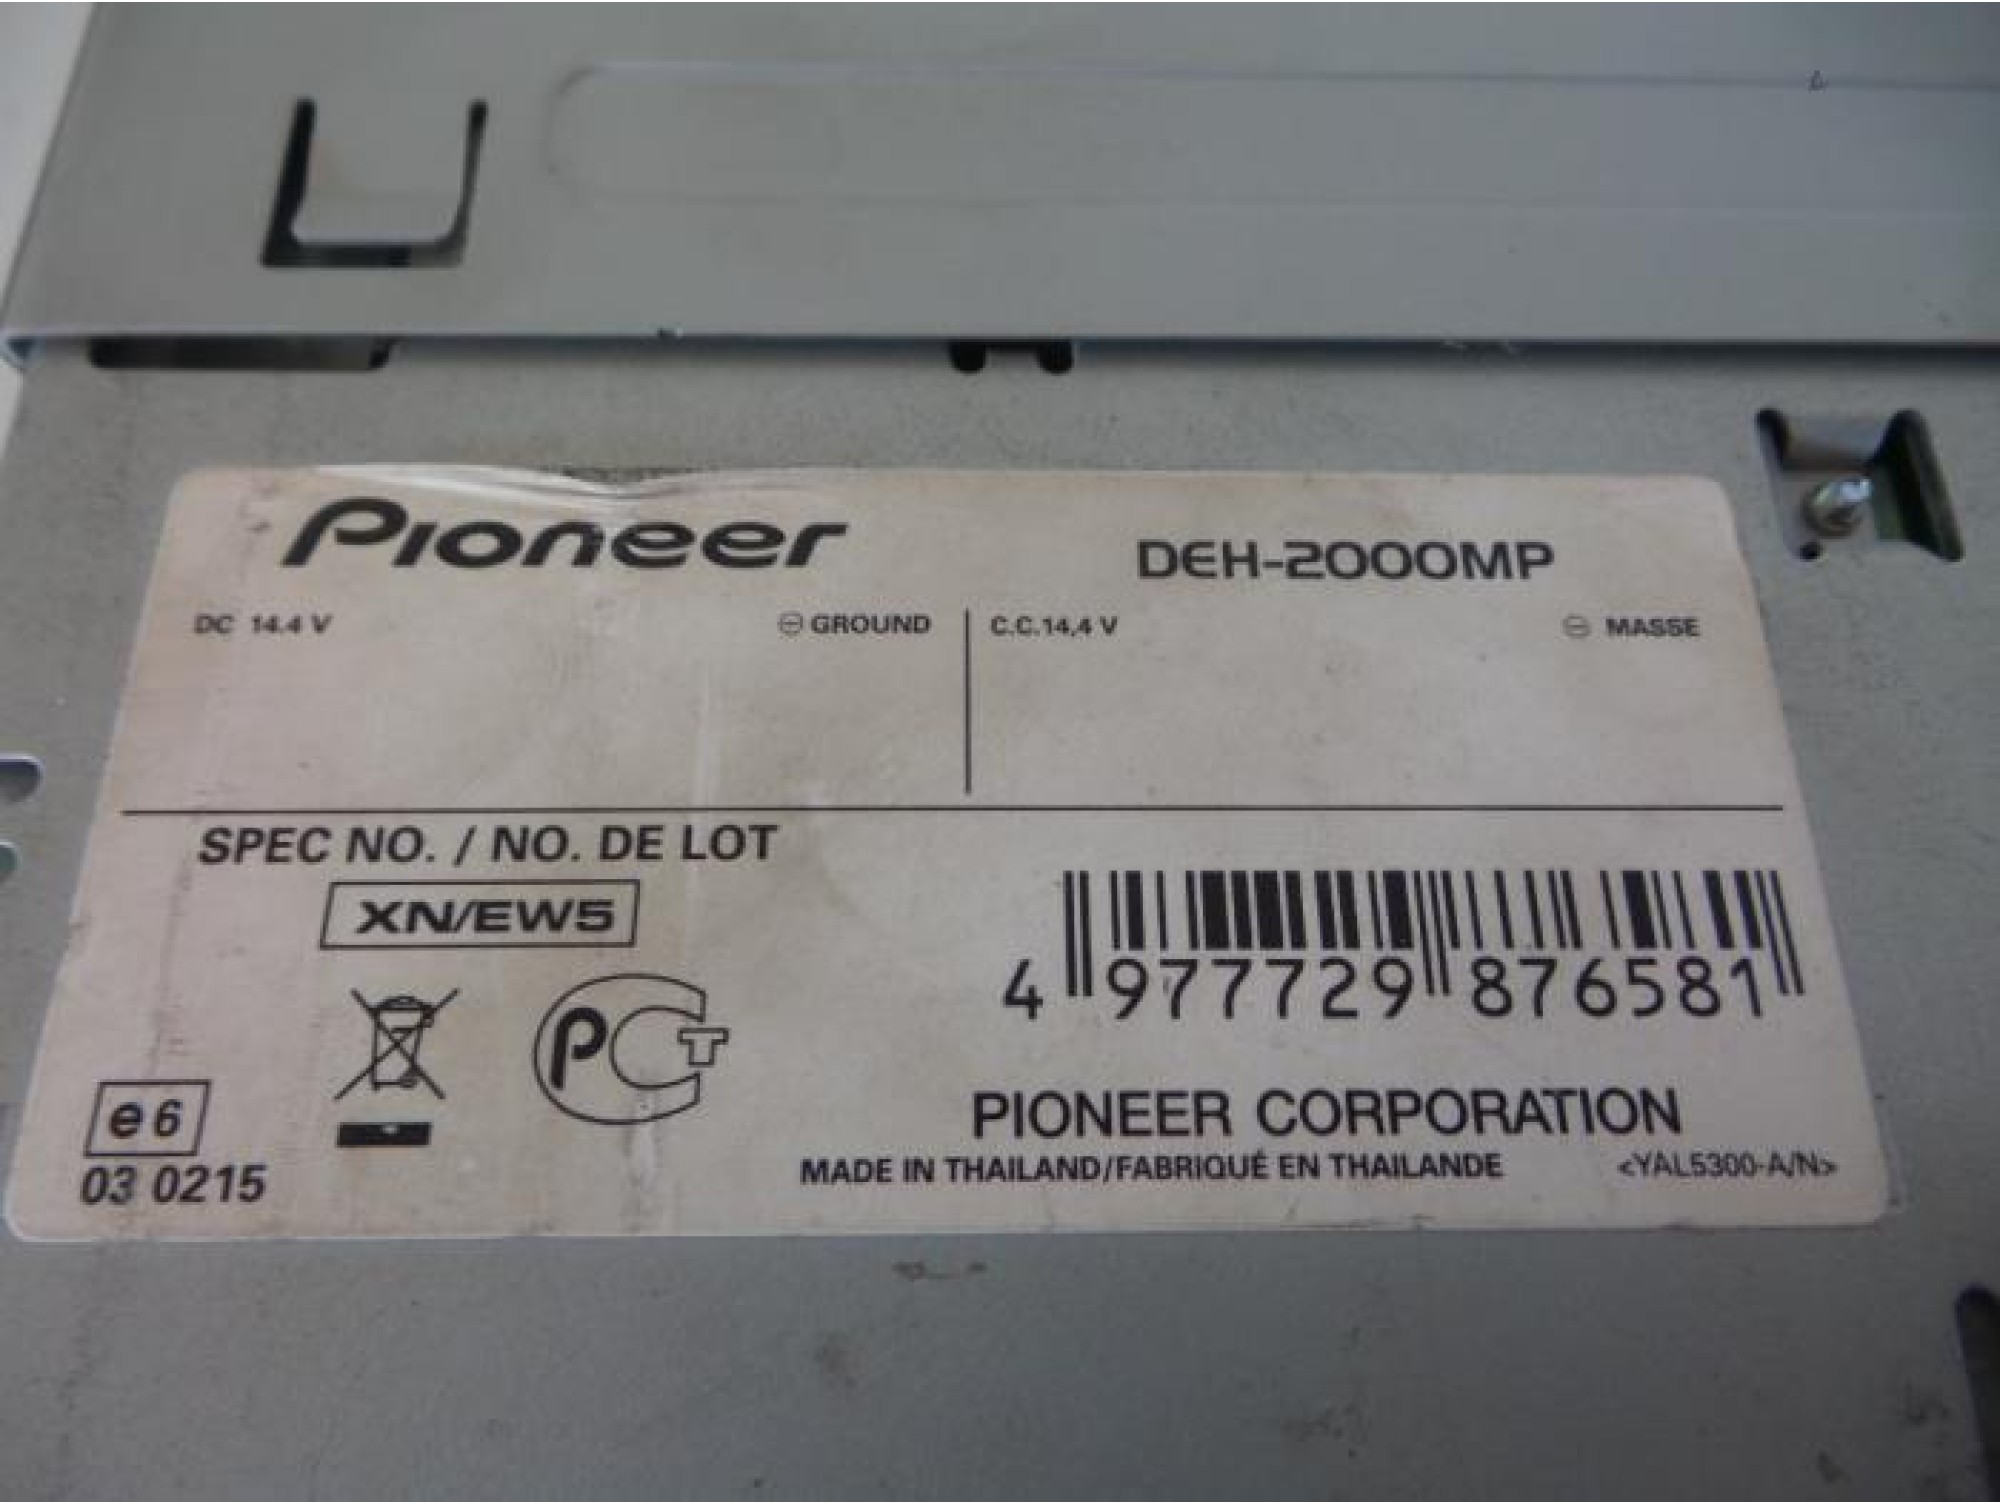 Pioneer
DEH-2000MP
DC 14.4 V ⊖ GROUND
C.C.14,4 V ⊖ MASSE
SPEC NO. / NO. DE LOT
XN/EW5
4 977729 876581
PCT
e6
03 0215
PIONEER CORPORATION
MADE IN THAILAND/FABRIQUÉ EN THAILANDE
<YAL5300-A/N>